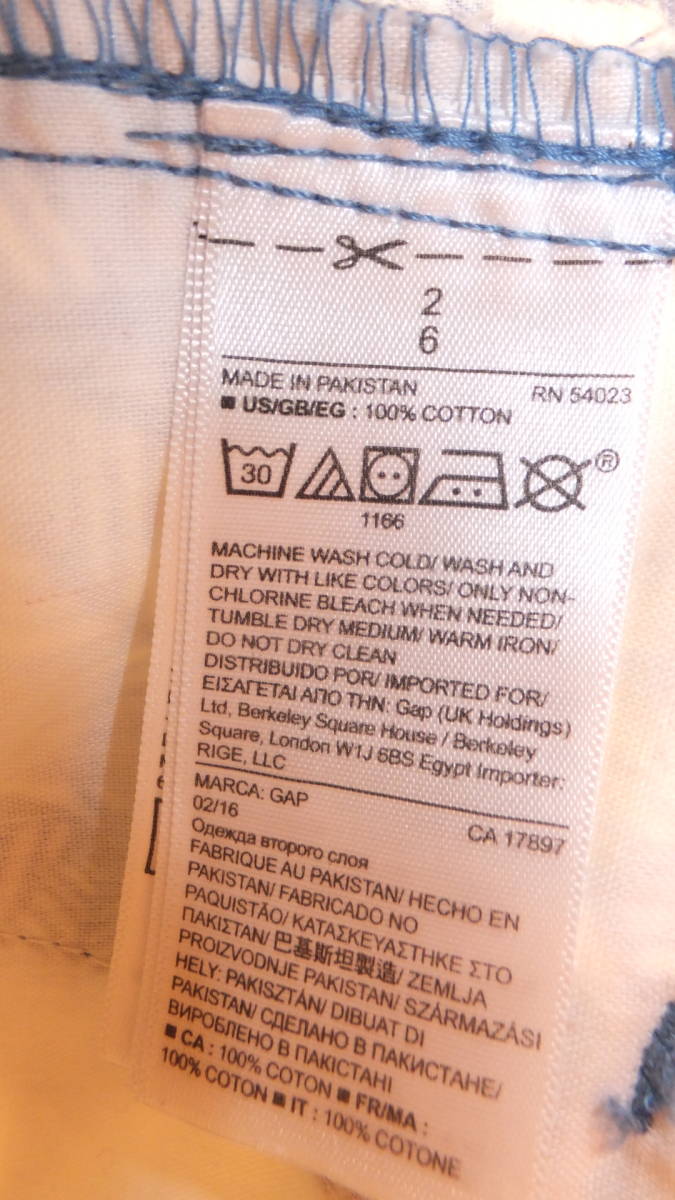 2
6
MADE IN PAKISTAN RN 54023
■ US/GB/EG : 100% COTTON
30 ®
1166
MACHINE WASH COLD/ WASH AND
DRY WITH LIKE COLORS/ ONLY NON-
CHLORINE BLEACH WHEN NEEDED/
TUMBLE DRY MEDIUM/ WARM IRON/
DO NOT DRY CLEAN
DISTRIBUIDO POR/ IMPORTED FOR/
ΕΙΣΑΓΕΤΑΙ ΑΠΟ ΤΗΝ: Gap (UK Holdings)
Ltd, Berkeley Square House / Berkeley
Square, London W1J 6BS Egypt Importer:
RIGE, LLC
MARCA: GAP
02/16 CA 17897
Одежда второго слоя
FABRIQUE AU PAKISTAN/ HECHO EN
PAKISTAN/ FABRICADO NO
PAQUISTÃO/ ΚΑΤΑΣΚΕΥΑΣΤΗΚΕ ΣΤΟ
ΠΑΚΙΣΤΑΝ/ 巴基斯坦製造/ ZEMLJA
PROIZVODNJE PAKISTAN/ SZÁRMAZÁSI
HELY: PAKISZTÁN/ DIBUAT DI
PAKISTAN/ СДЕЛАНО В ПАКИСТАНЕ/
ВИРОБЛЕНО В ПАКІСТАНІ
■ CA : 100% COTON ■ FR/MA :
100% COTON ■ IT : 100% COTONE